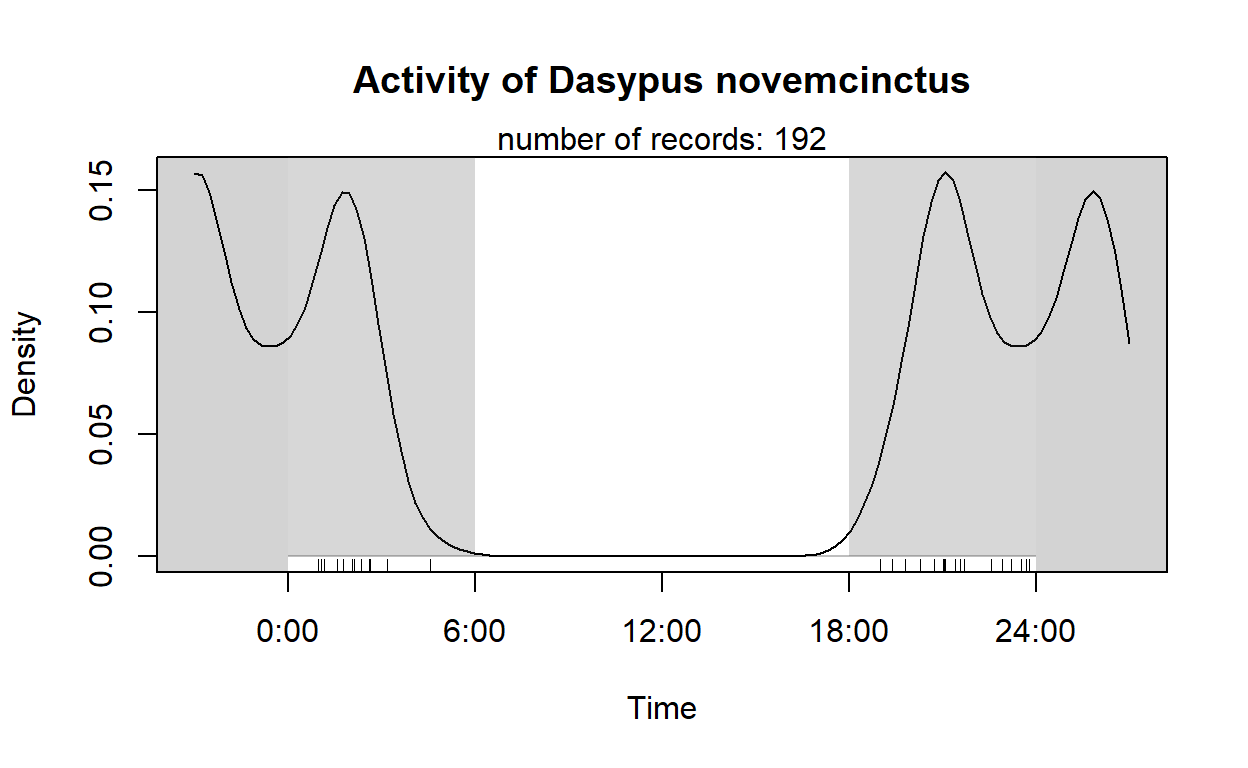 Activity of Dasypus novemcinctus
number of records: 192
Density
0.15
0.10
0.05
0.00
0:00 6:00 12:00 18:00 24:00
Time